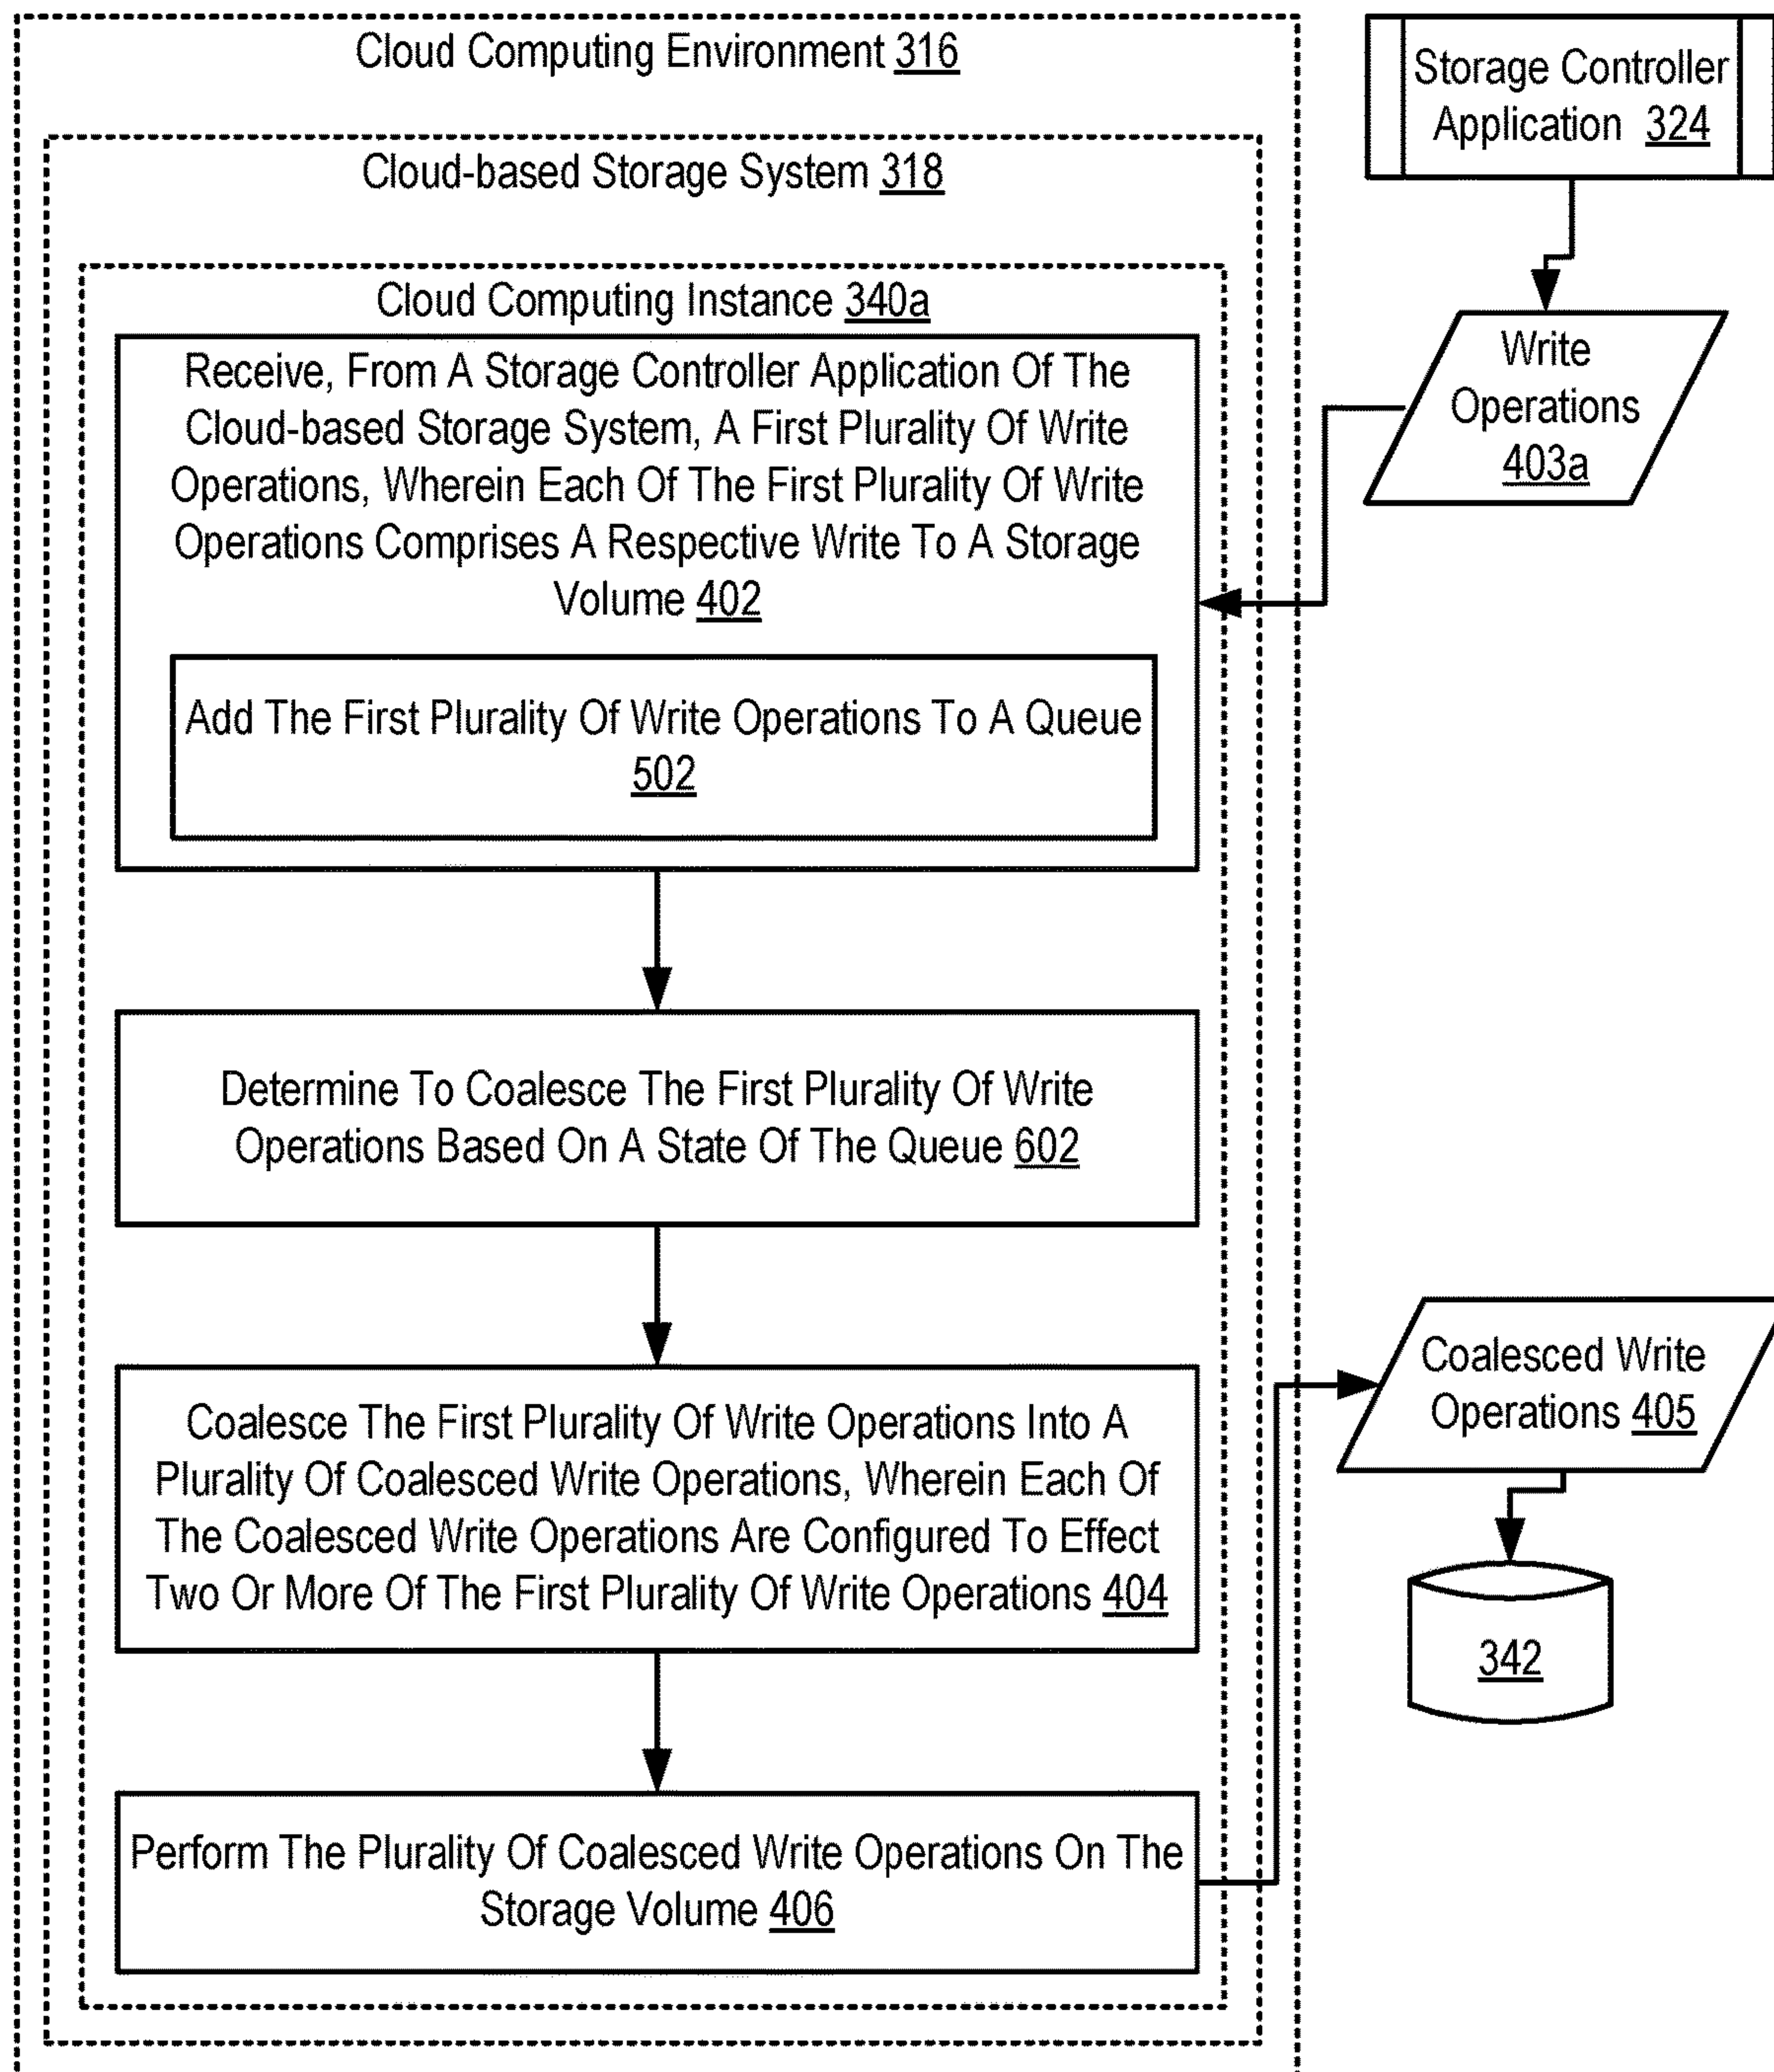 Cloud Computing Environment 316
Cloud-based Storage System 318
Cloud Computing Instance 340a
Receive, From A Storage Controller Application Of The
Cloud-based Storage System, A First Plurality Of Write
Operations, Wherein Each Of The First Plurality Of Write
Operations Comprises A Respective Write To A Storage
Volume 402
Add The First Plurality Of Write Operations To A Queue
502
Determine To Coalesce The First Plurality Of Write
Operations Based On A State Of The Queue 602
Coalesce The First Plurality Of Write Operations Into A
Plurality Of Coalesced Write Operations, Wherein Each Of
The Coalesced Write Operations Are Configured To Effect
Two Or More Of The First Plurality Of Write Operations 404
Perform The Plurality Of Coalesced Write Operations On The
Storage Volume 406
Storage Controller
Application 324
Write
Operations
403a
Coalesced Write
Operations 405
342